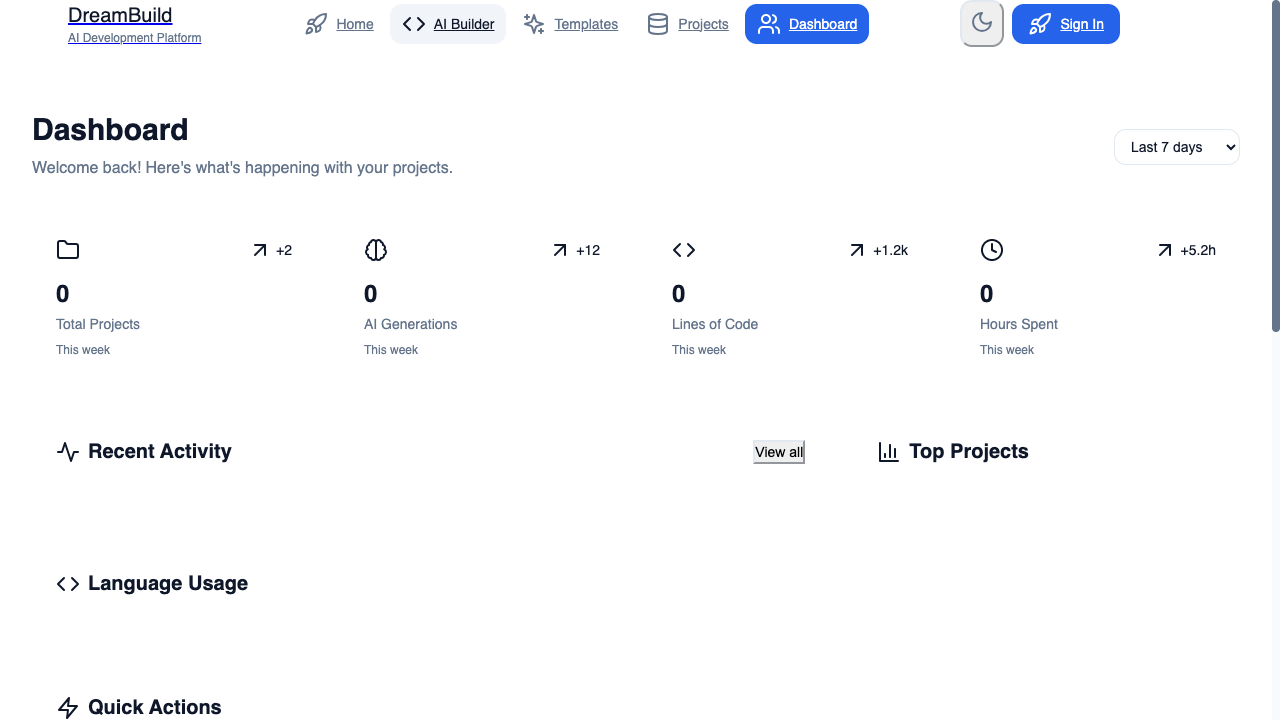 DreamBuild
AI Development Platform
Home
AI Builder
Templates
Projects
Dashboard
Sign In
Dashboard
Welcome back! Here's what's happening with your projects.
Last 7 days
+2
+12
+1.2k
+5.2h
0
0
0
0
Total Projects
AI Generations
Lines of Code
Hours Spent
This week
This week
This week
This week
Recent Activity
View all
Top Projects
Language Usage
Quick Actions